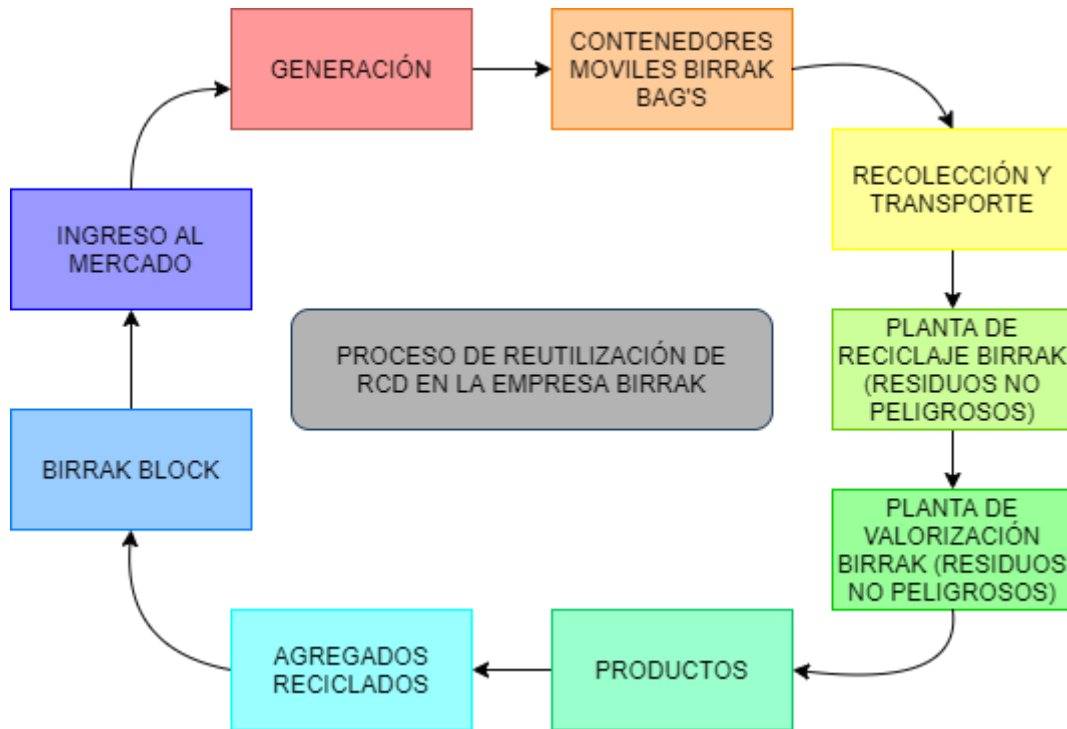 GENERACIÓN
CONTENEDORES
MOVILES BIRRAK
BAG'S
RECOLECCIÓN Y
TRANSPORTE
PLANTA DE
RECICLAJE BIRRAK
(RESIDUOS NO
PELIGROSOS)
PLANTA DE
VALORIZACIÓN
BIRRAK (RESIDUOS
NO PELIGROSOS)
PRODUCTOS
AGREGADOS
RECICLADOS
BIRRAK BLOCK
INGRESO AL
MERCADO
PROCESO DE REUTILIZACIÓN DE
RCD EN LA EMPRESA BIRRAK